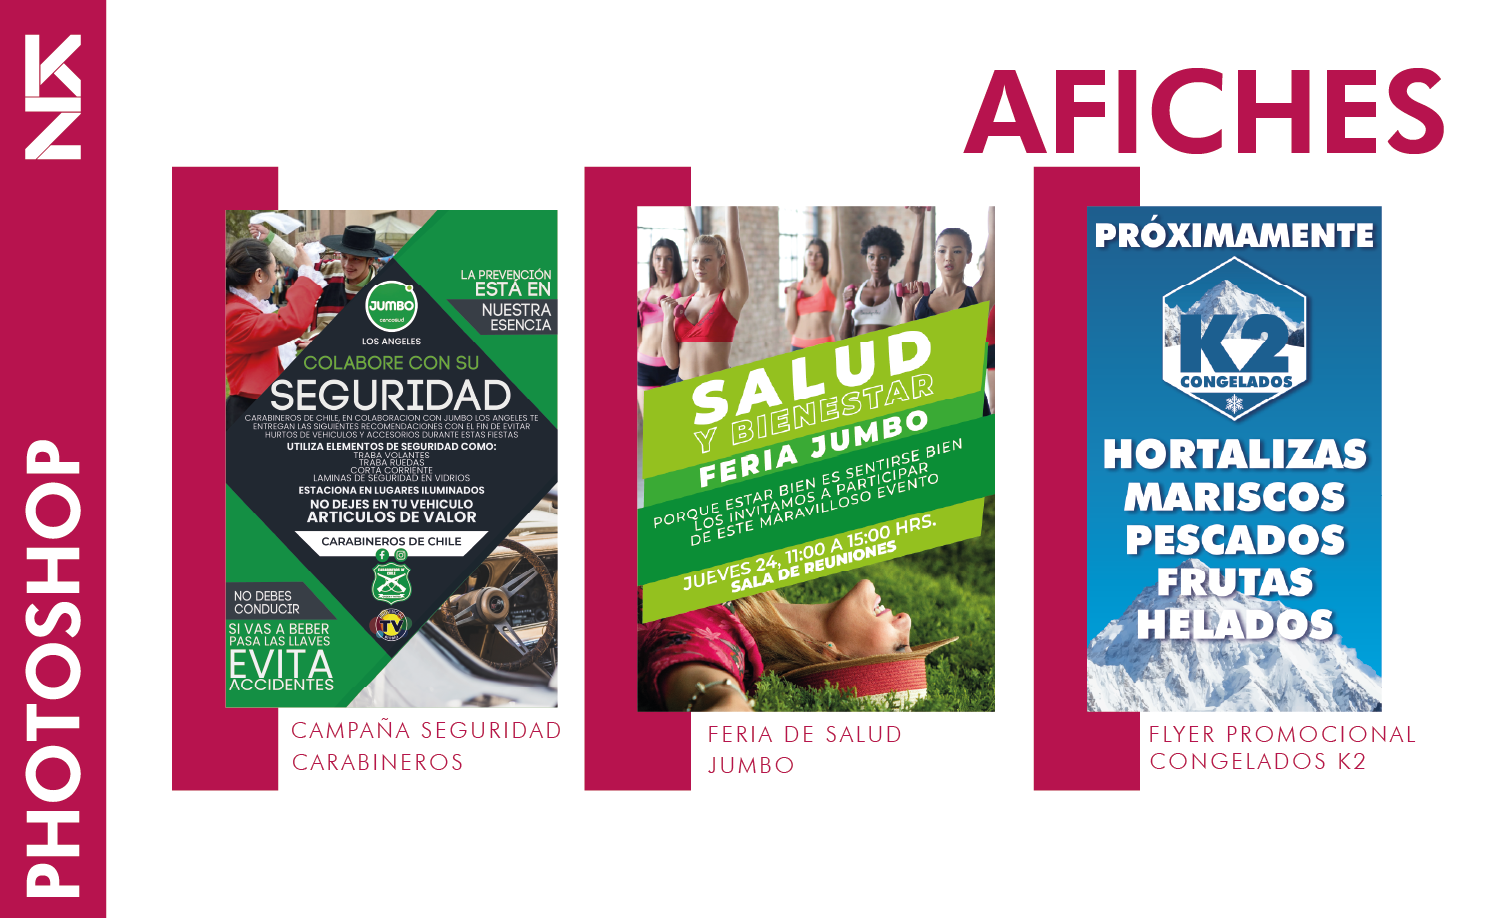 KN
PHOTOSHOP
AFICHES
LA PREVENCIÓN
ESTÁ EN
NUESTRA
ESENCIA
JUMBO
cencosud
LOS ANGELES
COLABORE CON SU
SEGURIDAD
CARABINEROS DE CHILE, EN COLABORACION CON JUMBO LOS ANGELES TE
ENTREGAN LAS SIGUIENTES RECOMENDACIONES CON EL FIN DE EVITAR
HURTOS DE VEHICULOS Y ACCESORIOS DURANTE ESTAS FIESTAS
UTILIZA ELEMENTOS DE SEGURIDAD COMO:
TRABA VOLANTES
TRABA RUEDAS
CORTA CORRIENTE
LAMINAS DE SEGURIDAD EN VIDRIOS
ESTACIONA EN LUGARES ILUMINADOS
NO DEJES EN TU VEHICULO
ARTICULOS DE VALOR
CARABINEROS DE CHILE
TV
NO DEBES
CONDUCIR
SI VAS A BEBER
PASA LAS LLAVES
EVITA
ACCIDENTES
CAMPAÑA SEGURIDAD
CARABINEROS
SALUD
Y BIENESTAR
FERIA JUMBO
PORQUE ESTAR BIEN ES SENTIRSE BIEN
LOS INVITAMOS A PARTICIPAR
DE ESTE MARAVILLOSO EVENTO
JUEVES 24, 11:00 A 15:00 HRS.
SALA DE REUNIONES
FERIA DE SALUD
JUMBO
PRÓXIMAMENTE
K2
CONGELADOS
HORTALIZAS
MARISCOS
PESCADOS
FRUTAS
HELADOS
FLYER PROMOCIONAL
CONGELADOS K2